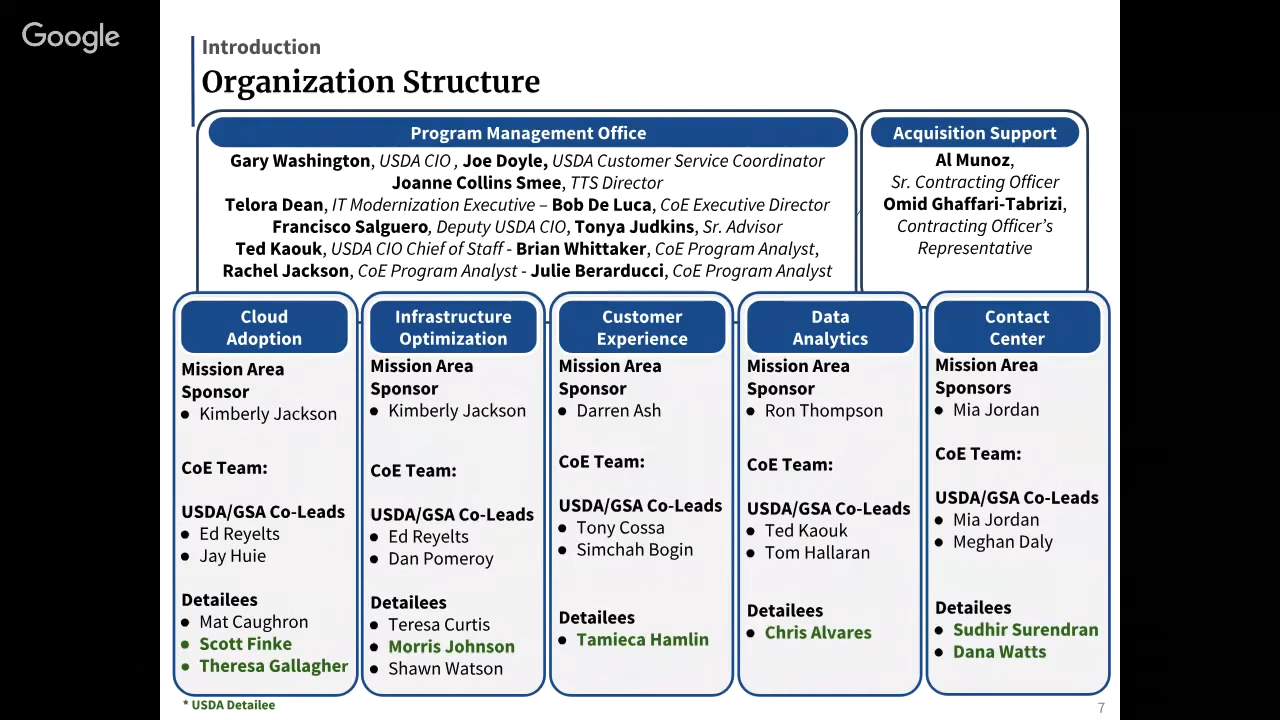 Google
Introduction
Organization Structure
Program Management Office
Gary Washington, USDA CIO , Joe Doyle, USDA Customer Service Coordinator
Joanne Collins Smee, TTS Director
Telora Dean, IT Modernization Executive – Bob De Luca, CoE Executive Director
Francisco Salguero, Deputy USDA CIO, Tonya Judkins, Sr. Advisor
Ted Kaouk, USDA CIO Chief of Staff - Brian Whittaker, CoE Program Analyst,
Rachel Jackson, CoE Program Analyst - Julie Berarducci, CoE Program Analyst
Acquisition Support
Al Munoz,
Sr. Contracting Officer
Omid Ghaffari-Tabrizi,
Contracting Officer's
Representative
Cloud
Adoption
Mission Area
Sponsor
● Kimberly Jackson
CoE Team:
USDA/GSA Co-Leads
● Ed Reyelts
● Jay Huie
Detailees
● Mat Caughron
● Scott Finke
● Theresa Gallagher
Infrastructure
Optimization
Mission Area
Sponsor
● Kimberly Jackson
CoE Team:
USDA/GSA Co-Leads
● Ed Reyelts
● Dan Pomeroy
Detailees
● Teresa Curtis
● Morris Johnson
● Shawn Watson
Customer
Experience
Mission Area
Sponsor
● Darren Ash
CoE Team:
USDA/GSA Co-Leads
● Tony Cossa
● Simchah Bogin
Detailees
● Tamieca Hamlin
Data
Analytics
Mission Area
Sponsor
● Ron Thompson
CoE Team:
USDA/GSA Co-Leads
● Ted Kaouk
● Tom Hallaran
Detailees
● Chris Alvares
Contact
Center
Mission Area
Sponsors
● Mia Jordan
CoE Team:
USDA/GSA Co-Leads
● Mia Jordan
● Meghan Daly
Detailees
● Sudhir Surendran
● Dana Watts
* USDA Detailee
7